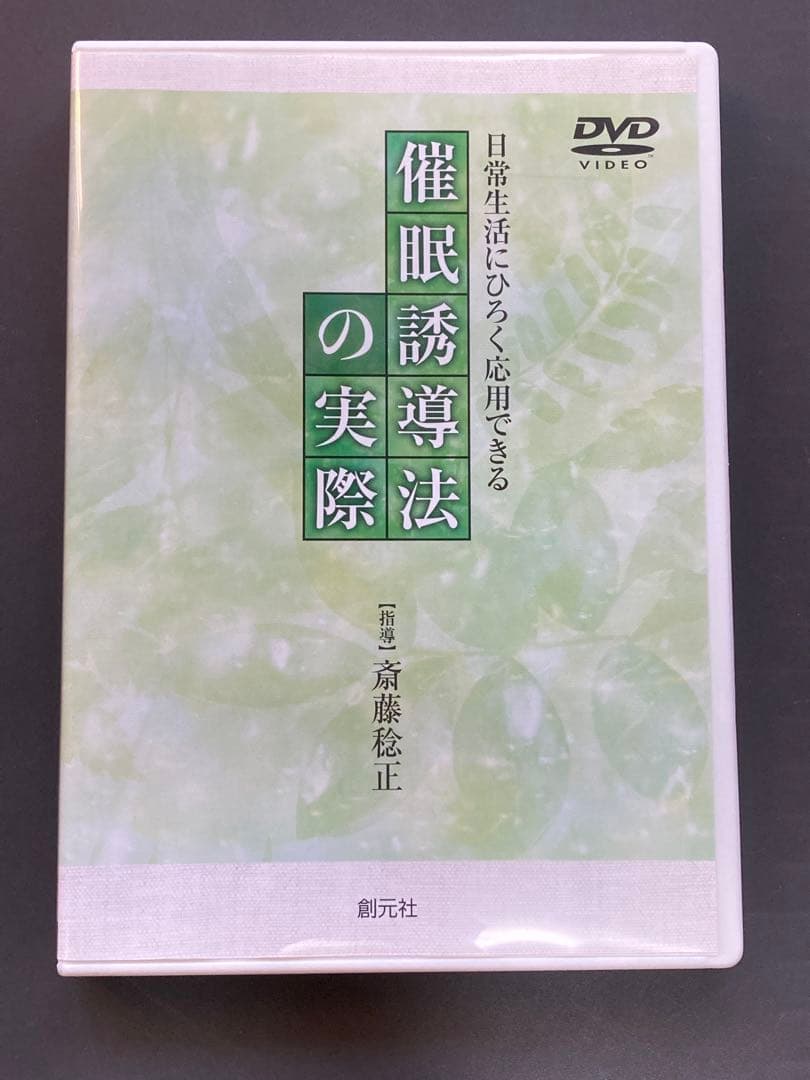 DVD
VIDEO
TM
日常生活にひろく応用できる
催眠誘導法
の実際
【指導】斎藤稔正
創元社